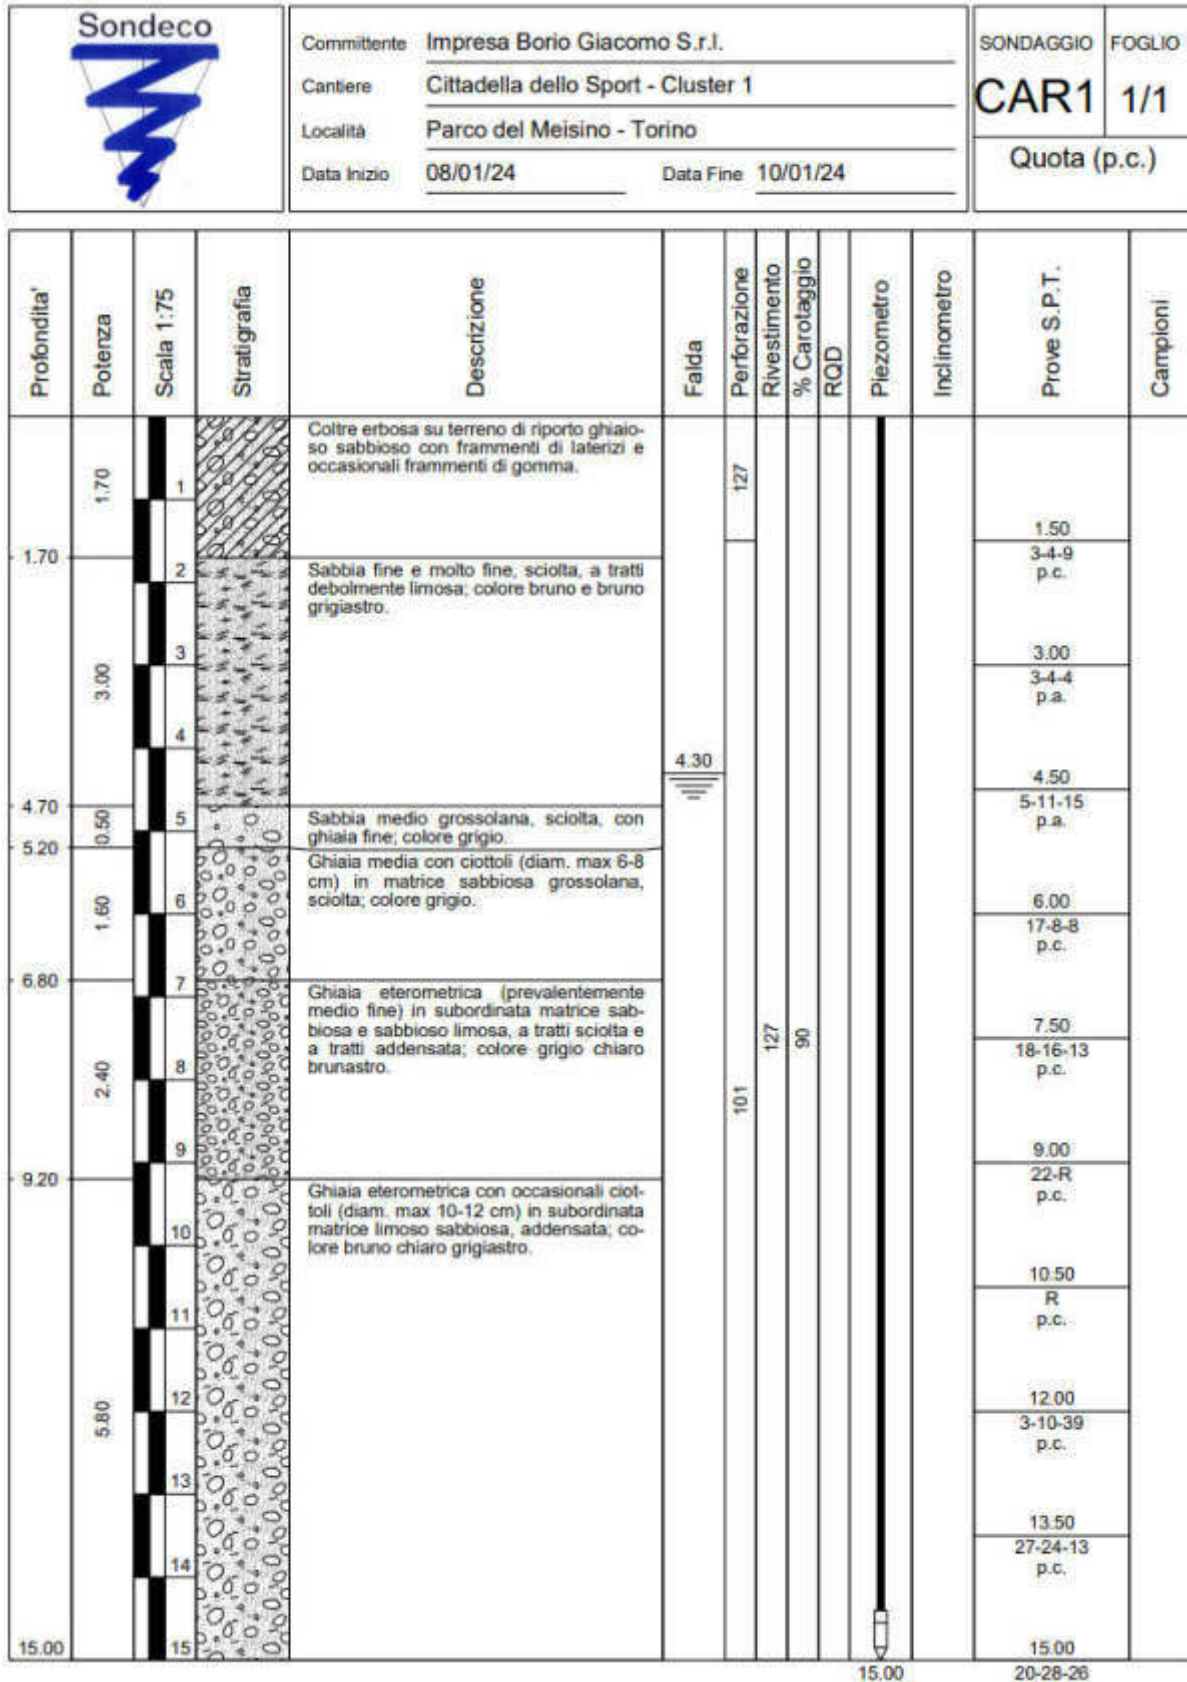 Sondeco
Committente Impresa Borio Giacomo S.r.l.
Cantiere Cittadella dello Sport - Cluster 1
Località Parco del Meisino - Torino
Data Inizio 08/01/24 Data Fine 10/01/24
SONDAGGIO FOGLIO
CAR1 1/1
Quota (p.c.)
Profondita'
Potenza
Scala 1:75
Stratigrafia
Descrizione
Falda
Perforazione
Rivestimento
% Carotaggio
RQD
Piezometro
Inclinometro
Prove S.P.T.
Campioni
1.70
4.70
5.20
6.80
9.20
15.00
1.70
3.00
0.50
1.60
2.40
5.80
1
2
3
4
5
6
7
8
9
10
11
12
13
14
15
Coltre erbosa su terreno di riporto ghiaio-
so sabbioso con frammenti di laterizi e
occasionali frammenti di gomma.
Sabbia fine e molto fine, sciolta, a tratti
debolmente limosa; colore bruno e bruno
grigiastro.
Sabbia medio grossolana, sciolta, con
ghiaia fine; colore grigio.
Ghiaia media con ciottoli (diam. max 6-8
cm) in matrice sabbiosa grossolana,
sciolta; colore grigio.
Ghiaia eterometrica (prevalentemente
medio fine) in subordinata matrice sab-
biosa e sabbioso limosa, a tratti sciolta e
a tratti addensata; colore grigio chiaro
brunastro.
Ghiaia eterometrica con occasionali ciot-
toli (diam. max 10-12 cm) in subordinata
matrice limoso sabbiosa, addensata; co-
lore bruno chiaro grigiastro.
4.30
127
101
127
90
15.00
1.50
3-4-9
p.c.
3.00
3-4-4
p.a.
4.50
5-11-15
p.a.
6.00
17-8-8
p.c.
7.50
18-16-13
p.c.
9.00
22-R
p.c.
10.50
R
p.c.
12.00
3-10-39
p.c.
13.50
27-24-13
p.c.
15.00
20-28-26